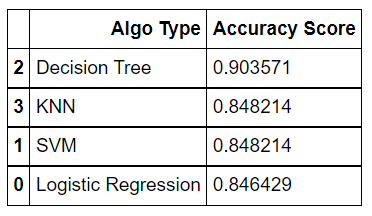 Algo Type Accuracy Score
2 Decision Tree 0.903571
3 KNN 0.848214
1 SVM 0.848214
0 Logistic Regression 0.846429